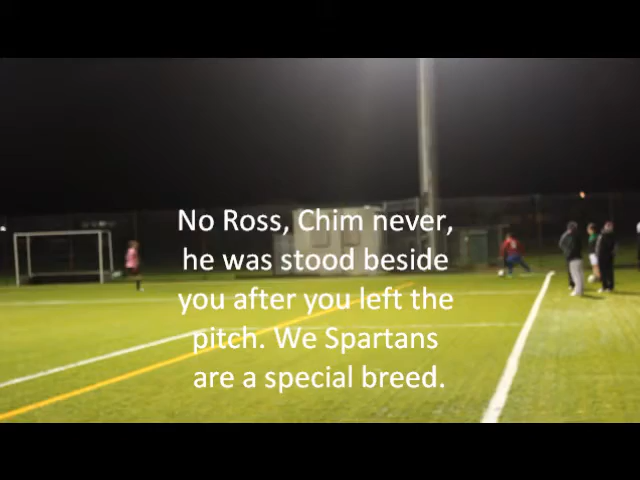 No Ross, Chim never,
he was stood beside
you after you left the
pitch. We Spartans
are a special breed.